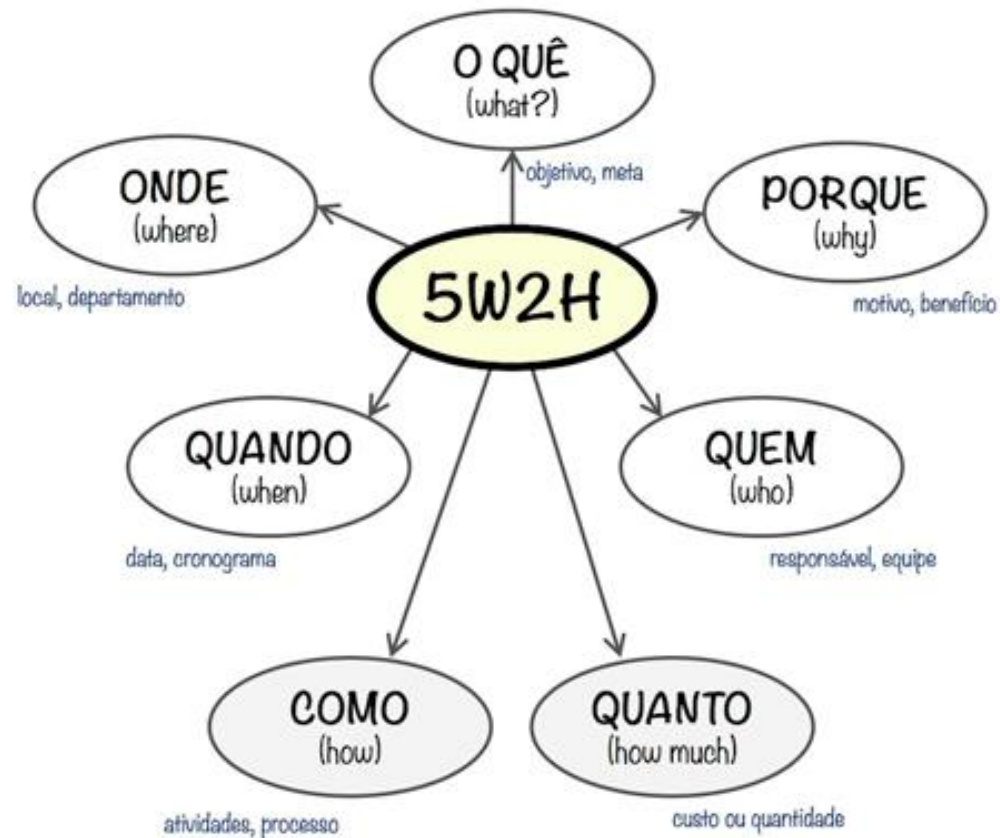 O QUÊ
(what?)
objetivo, meta
ONDE
(where)
local, departamento
PORQUE
(why)
motivo, benefício
5W2H
QUANDO
(when)
data, cronograma
QUEM
(who)
responsável, equipe
COMO
(how)
atividades, processo
QUANTO
(how much)
custo ou quantidade